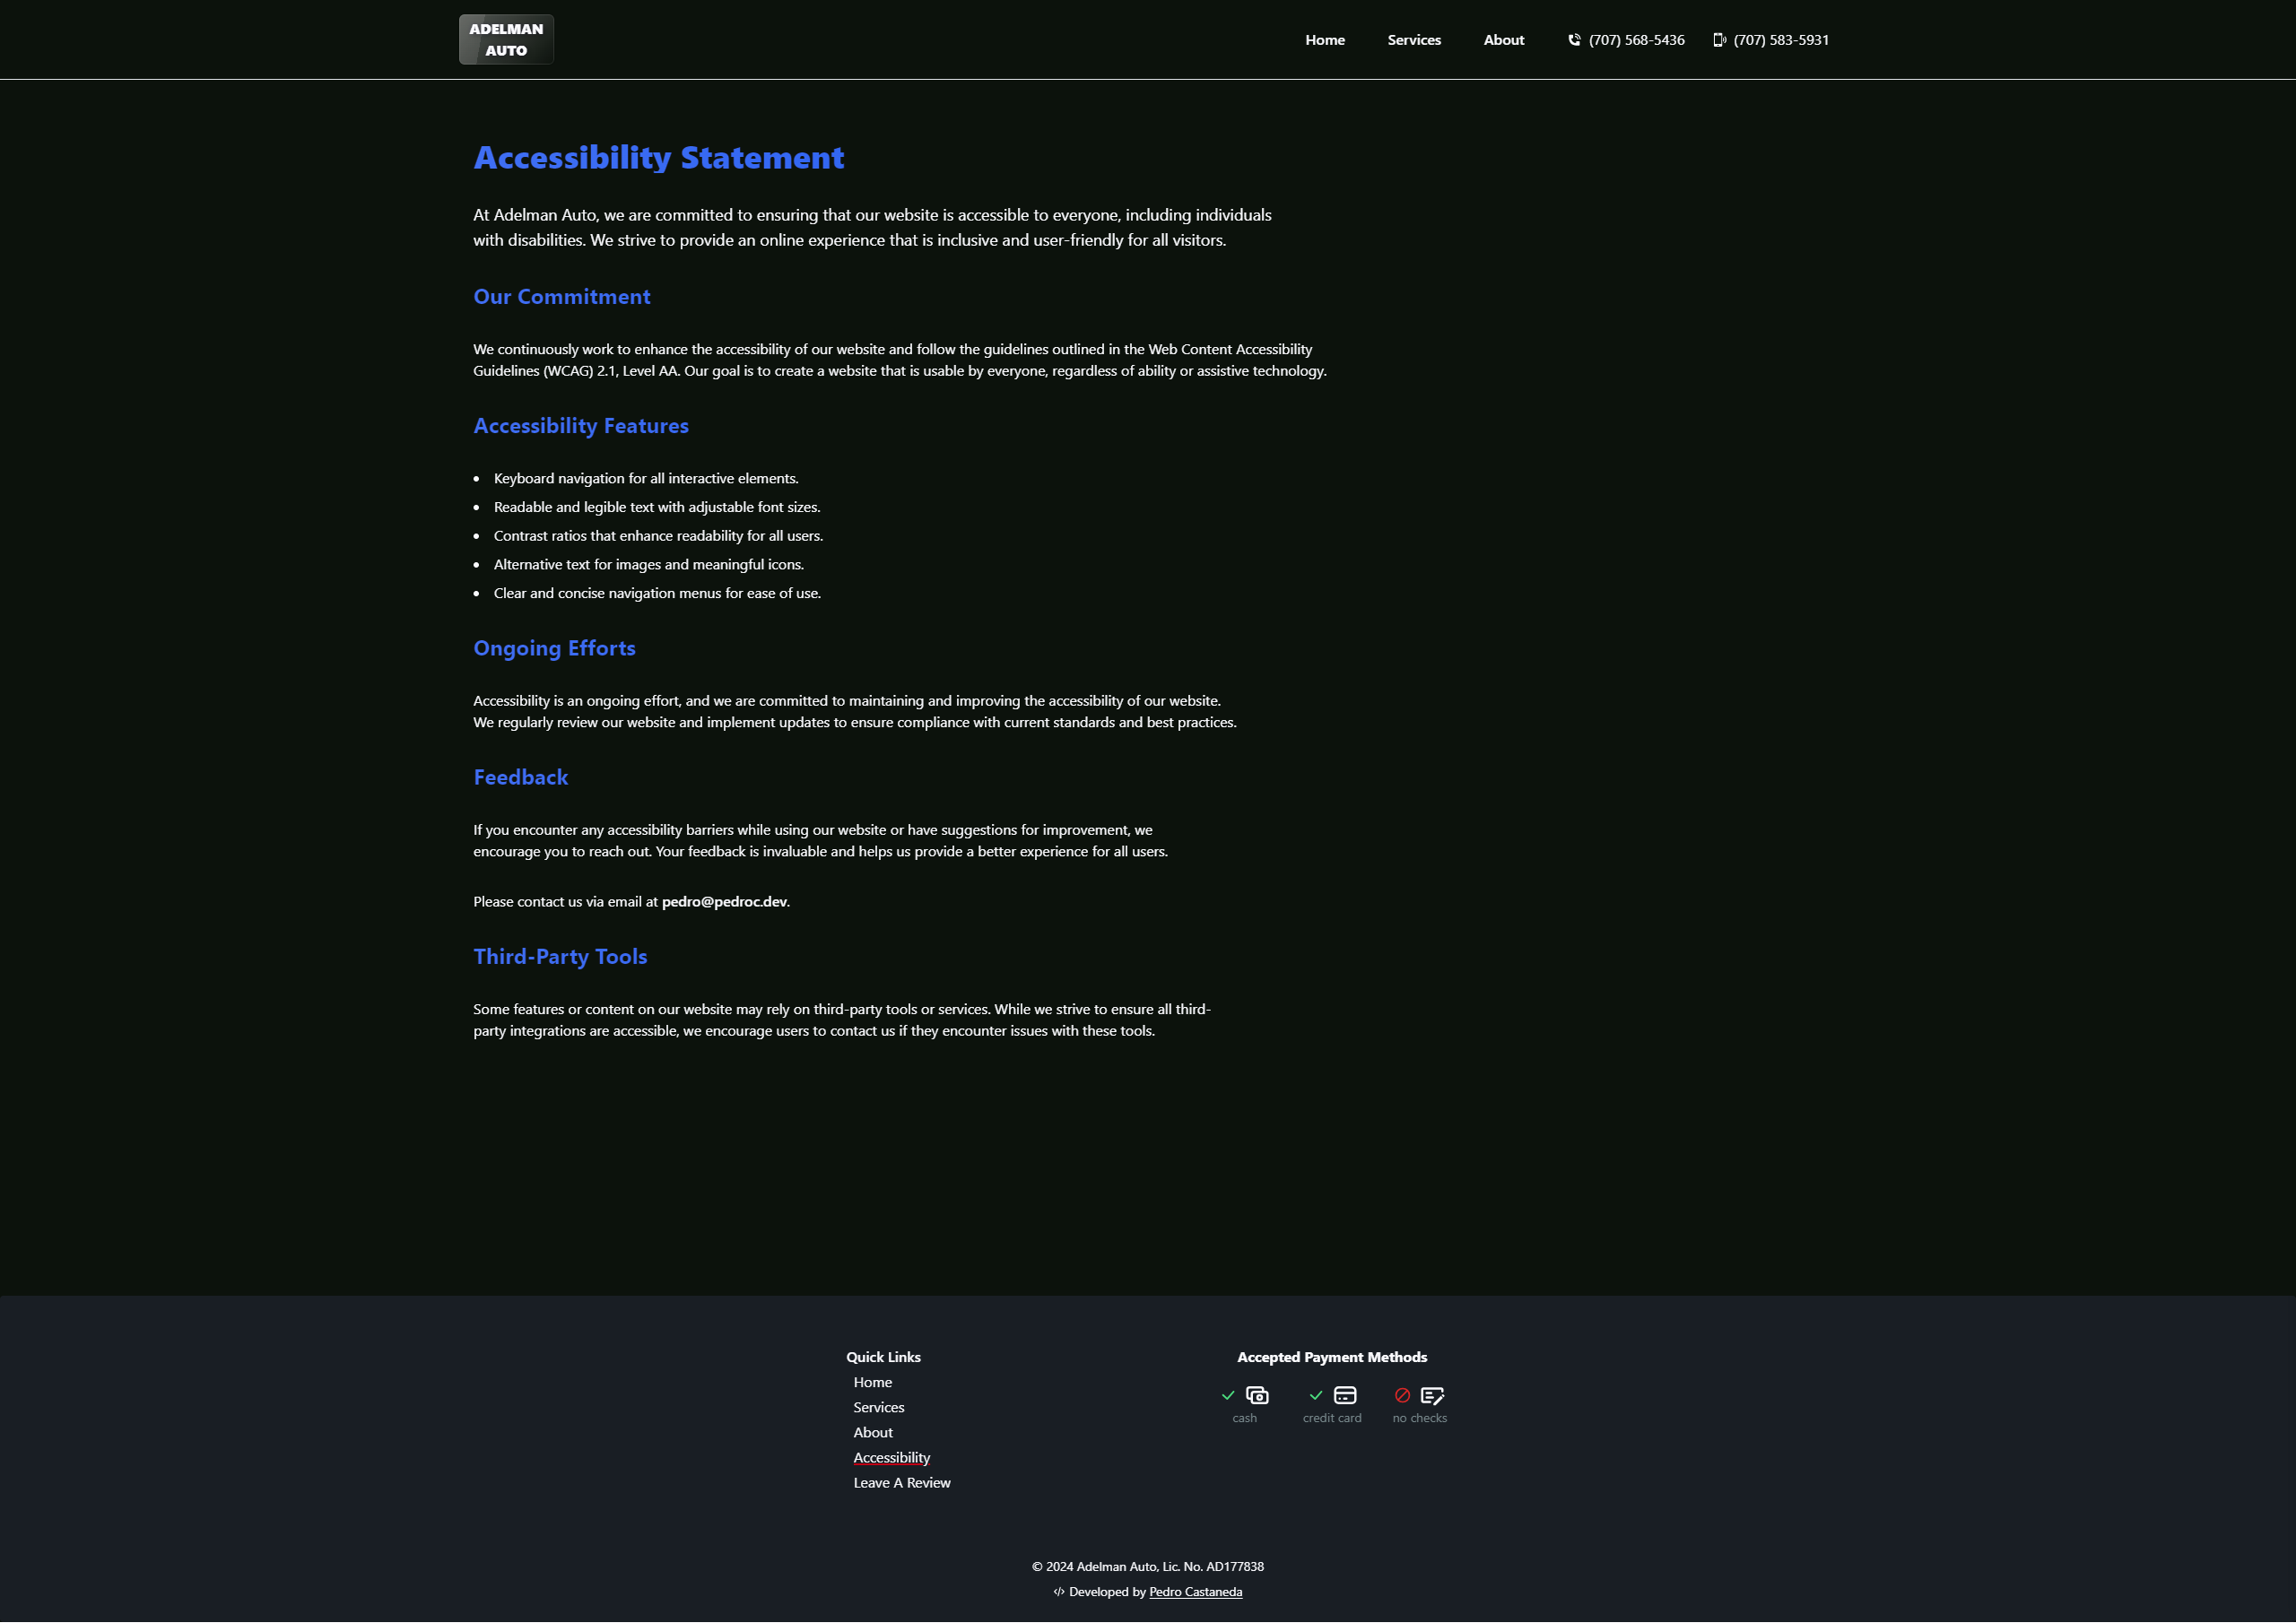 ADELMAN
AUTO
Home
Services
About
(707) 568-5436
(707) 583-5931
Accessibility Statement
At Adelman Auto, we are committed to ensuring that our website is accessible to everyone, including individuals
with disabilities. We strive to provide an online experience that is inclusive and user-friendly for all visitors.
Our Commitment
We continuously work to enhance the accessibility of our website and follow the guidelines outlined in the Web Content Accessibility
Guidelines (WCAG) 2.1, Level AA. Our goal is to create a website that is usable by everyone, regardless of ability or assistive technology.
Accessibility Features
• Keyboard navigation for all interactive elements.
• Readable and legible text with adjustable font sizes.
• Contrast ratios that enhance readability for all users.
• Alternative text for images and meaningful icons.
• Clear and concise navigation menus for ease of use.
Ongoing Efforts
Accessibility is an ongoing effort, and we are committed to maintaining and improving the accessibility of our website.
We regularly review our website and implement updates to ensure compliance with current standards and best practices.
Feedback
If you encounter any accessibility barriers while using our website or have suggestions for improvement, we
encourage you to reach out. Your feedback is invaluable and helps us provide a better experience for all users.
Please contact us via email at pedro@pedroc.dev.
Third-Party Tools
Some features or content on our website may rely on third-party tools or services. While we strive to ensure all third-
party integrations are accessible, we encourage users to contact us if they encounter issues with these tools.
Quick Links
Home
Services
About
Accessibility
Leave A Review
Accepted Payment Methods
cash
credit card
no checks
© 2024 Adelman Auto, Lic. No. AD177838
Developed by Pedro Castaneda